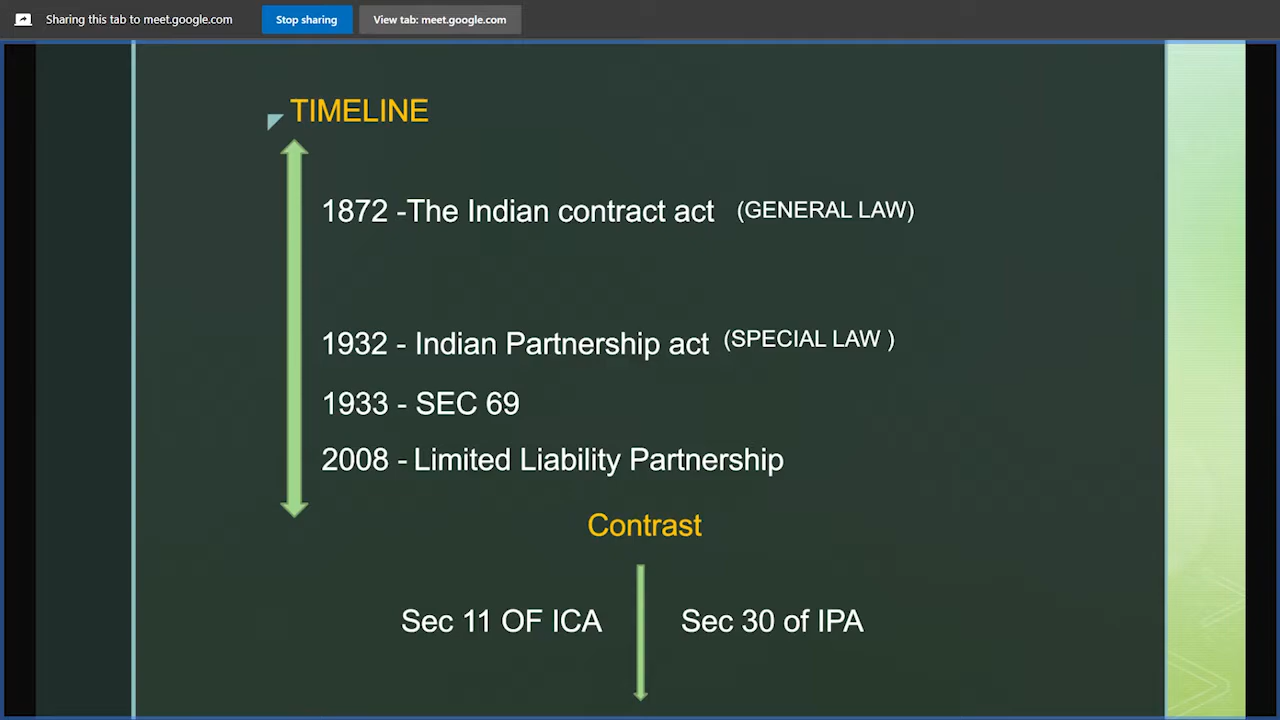 Sharing this tab to meet.google.com Stop sharing View tab: meet.google.com
TIMELINE
1872 -The Indian contract act (GENERAL LAW)
1932 - Indian Partnership act (SPECIAL LAW )
1933 - SEC 69
2008 - Limited Liability Partnership
Contrast
Sec 11 OF ICA Sec 30 of IPA